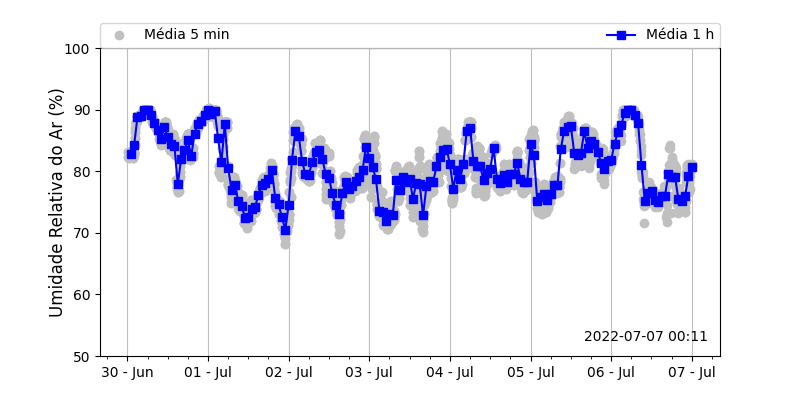 Média 5 min Média 1 h
Umidade Relativa do Ar (%)
100
90
80
70
60
50
2022-07-07 00:11
30 - Jun 01 - Jul 02 - Jul 03 - Jul 04 - Jul 05 - Jul 06 - Jul 07 - Jul